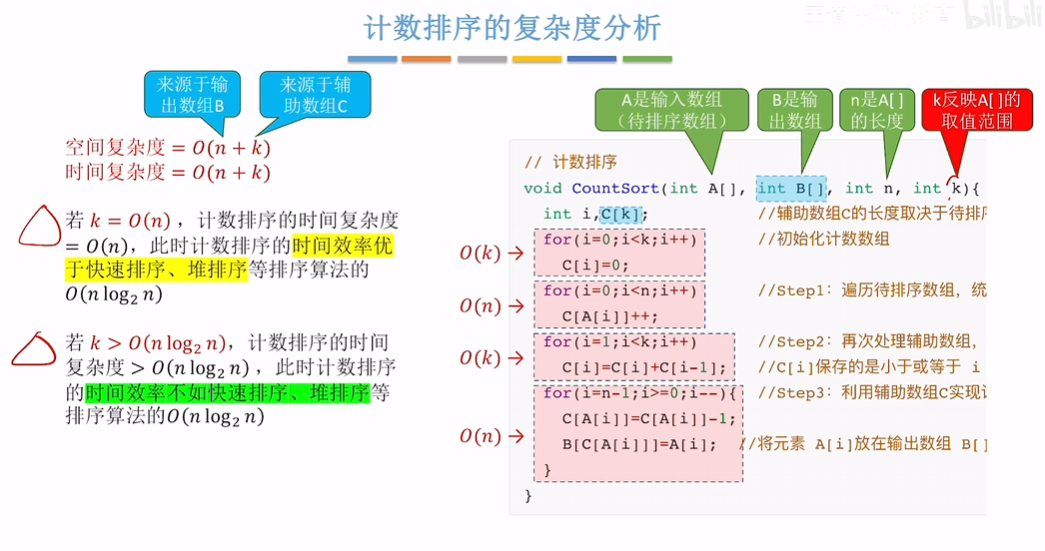 bilibili
计数排序的复杂度分析
来源于输
出数组B
来源于辅
助数组C
空间复杂度 = O(n + k)
时间复杂度 = O(n + k)
若 k = O(n) ，计数排序的时间复杂度
= O(n)，此时计数排序的时间效率优
于快速排序、堆排序等排序算法的
O(n log₂ n)
若 k > O(n log₂ n)，计数排序的时间
复杂度 > O(n log₂ n) ，此时计数排序
的时间效率不如快速排序、堆排序等
排序算法的O(n log₂ n)
A是输入数组
（待排序数组）
B是输
出数组
n是A[ ]
的长度
k反映A[ ]的
取值范围
// 计数排序
void CountSort(int A[], int B[], int n, int k){
int i,C[k]; //辅助数组C的长度取决于待排序
O(k) → for(i=0;i<k;i++) //初始化计数数组
C[i]=0;
O(n) → for(i=0;i<n;i++) //Step1：遍历待排序数组，统
C[A[i]]++;
O(k) → for(i=1;i<k;i++) //Step2：再次处理辅助数组，
C[i]=C[i]+C[i-1]; //C[i]保存的是小于或等于 i
for(i=n-1;i>=0;i--){ //Step3：利用辅助数组C实现
C[A[i]]=C[A[i]]-1;
O(n) → B[C[A[i]]]=A[i]; //将元素 A[i]放在输出数组 B[]
}
}